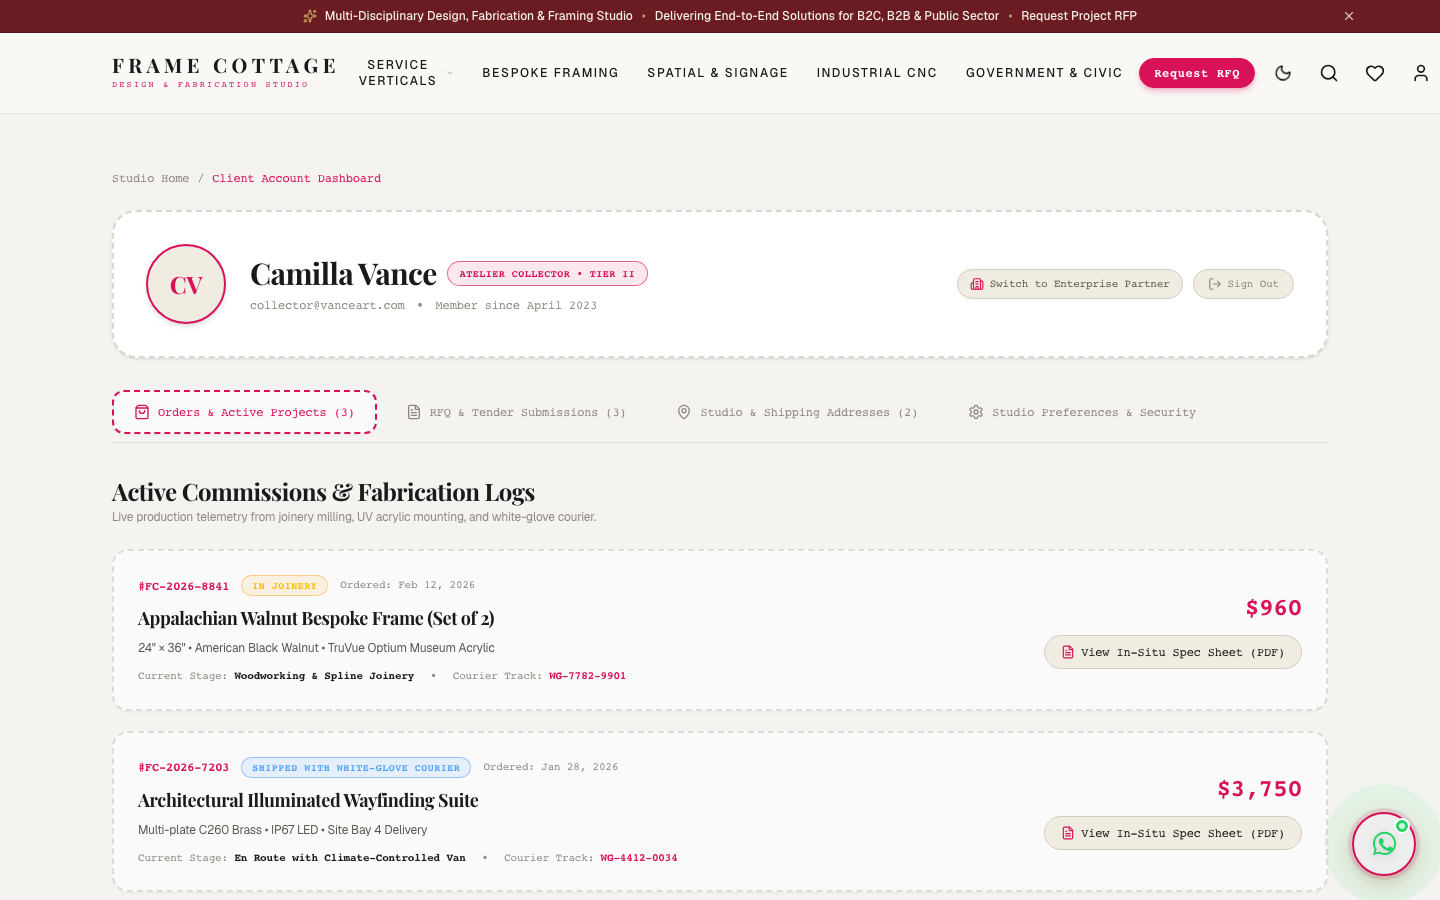 Multi-Disciplinary Design, Fabrication & Framing Studio • Delivering End-to-End Solutions for B2C, B2B & Public Sector • Request Project RFP
FRAME COTTAGE
DESIGN & FABRICATION STUDIO
SERVICE VERTICALS
BESPOKE FRAMING
SPATIAL & SIGNAGE
INDUSTRIAL CNC
GOVERNMENT & CIVIC
Request RFQ
Studio Home / Client Account Dashboard
CV
Camilla Vance
ATELIER COLLECTOR • TIER II
collector@vanceart.com • Member since April 2023
Switch to Enterprise Partner
Sign Out
Orders & Active Projects (3)
RFQ & Tender Submissions (3)
Studio & Shipping Addresses (2)
Studio Preferences & Security
Active Commissions & Fabrication Logs
Live production telemetry from joinery milling, UV acrylic mounting, and white-glove courier.
#FC-2026-8841 IN JOINERY Ordered: Feb 12, 2026
Appalachian Walnut Bespoke Frame (Set of 2)
24" × 36" • American Black Walnut • TruVue Optium Museum Acrylic
Current Stage: Woodworking & Spline Joinery • Courier Track: WG-7782-9901
$960
View In-Situ Spec Sheet (PDF)
#FC-2026-7203 SHIPPED WITH WHITE-GLOVE COURIER Ordered: Jan 28, 2026
Architectural Illuminated Wayfinding Suite
Multi-plate C260 Brass • IP67 LED • Site Bay 4 Delivery
Current Stage: En Route with Climate-Controlled Van • Courier Track: WG-4412-0034
$3,750
View In-Situ Spec Sheet (PDF)